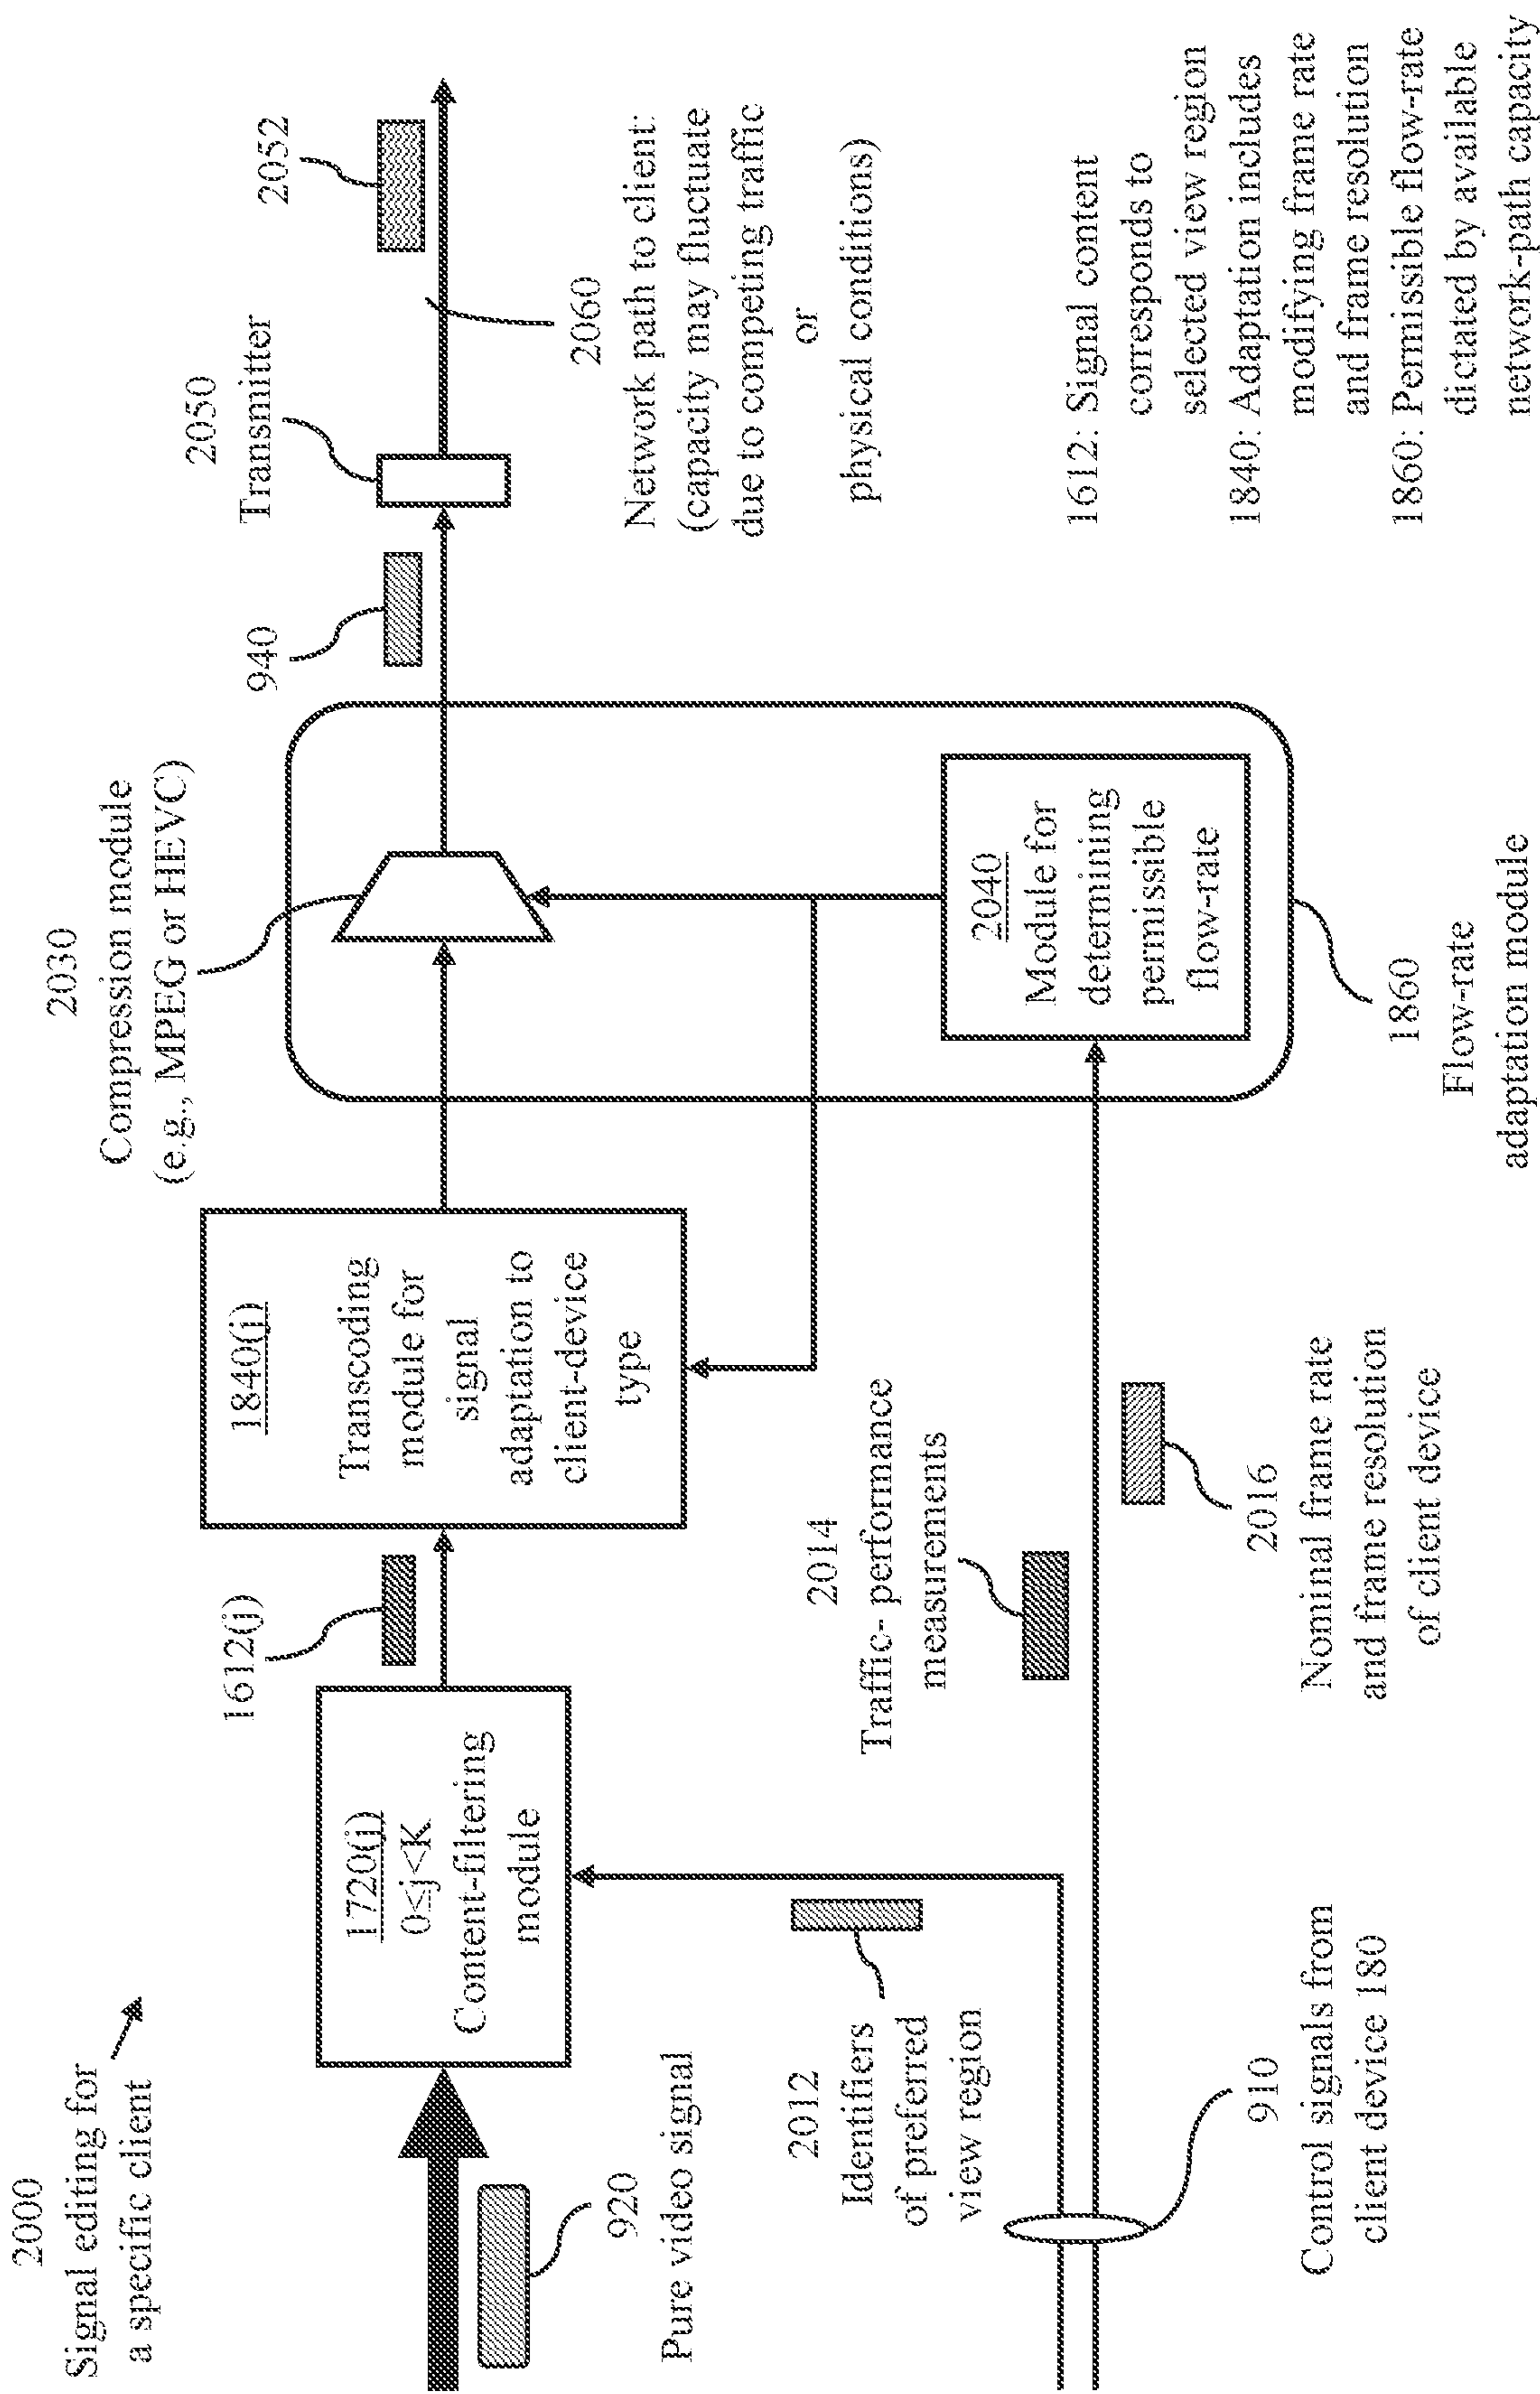 2000
Signal editing for
a specific client
920
Pure video signal
1720(j)
0≤j<K
Content-filtering
module
2012
Identifiers
of preferred
view region
910
Control signals from
client device 180
1612(j)
1840(j)
Transcoding
module for
signal
adaptation to
client-device
type
2014
Traffic- performance
measurements
2016
Nominal frame rate
and frame resolution
of client device
2030
Compression module
(e.g., MPEG or HEVC)
2040
Module for
determining
permissible
flow-rate
1860
Flow-rate
adaptation module
940
2050
Transmitter
2052
2060
Network path to client:
(capacity may fluctuate
due to competing traffic
or
physical conditions)
1612: Signal content
corresponds to
selected view region
1840: Adaptation includes
modifying frame rate
and frame resolution
1860: Permissible flow-rate
dictated by available
network-path capacity